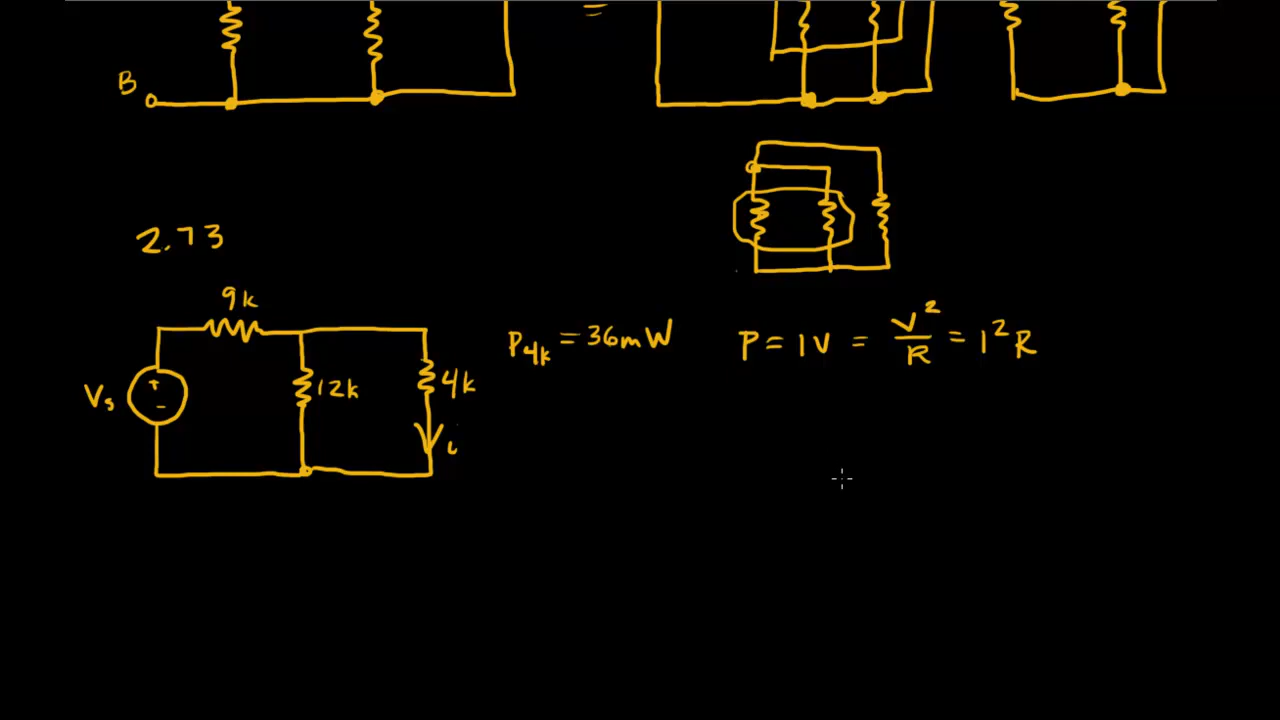 B
2.73
9k
P4k = 36mW
P = IV = V²/R = I²R
Vs
+
-
12k
4k
i